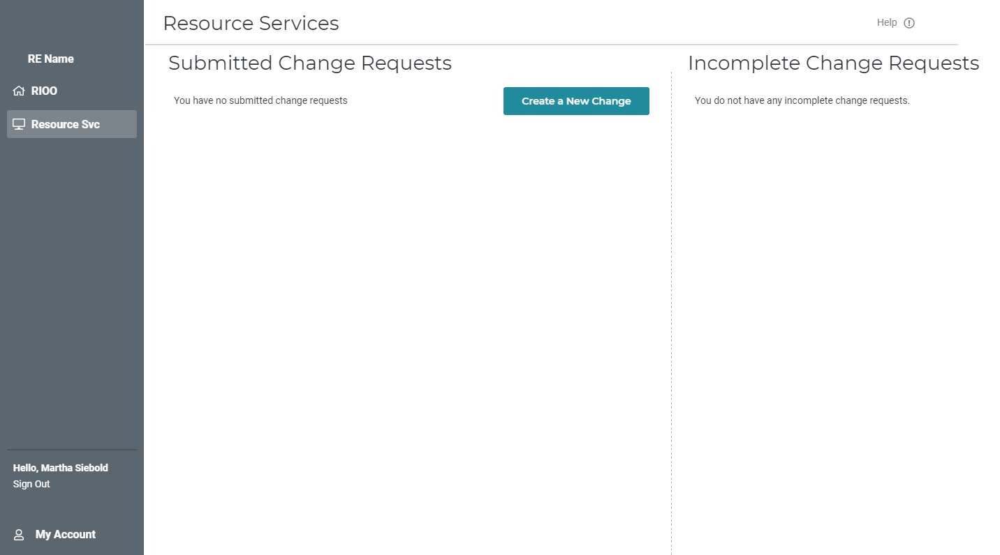 Resource Services
Help
RE Name
RIOO
Resource Svc
Submitted Change Requests
You have no submitted change requests
Create a New Change
Incomplete Change Requests
You do not have any incomplete change requests.
Hello, Martha Siebold
Sign Out
My Account